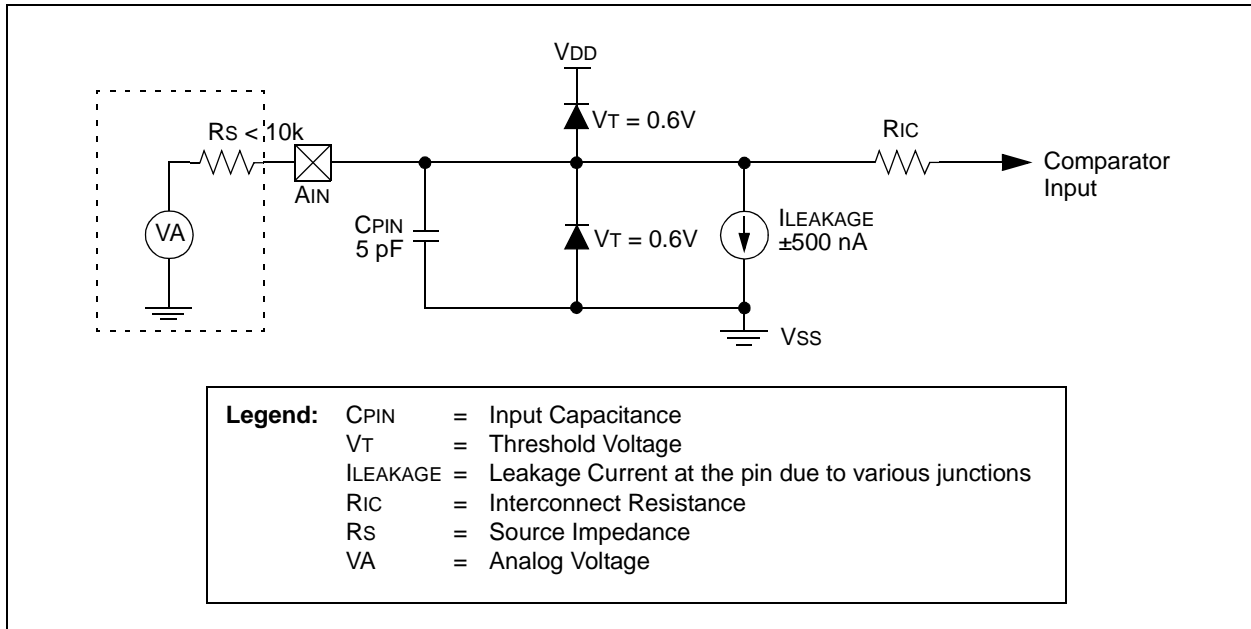 VDD
VT = 0.6V
RS < 10k
RIC
AIN
Comparator
Input
VA
CPIN
5 pF
VT = 0.6V
ILEAKAGE
±500 nA
VSS
Legend: CPIN = Input Capacitance
VT = Threshold Voltage
ILEAKAGE = Leakage Current at the pin due to various junctions
RIC = Interconnect Resistance
RS = Source Impedance
VA = Analog Voltage